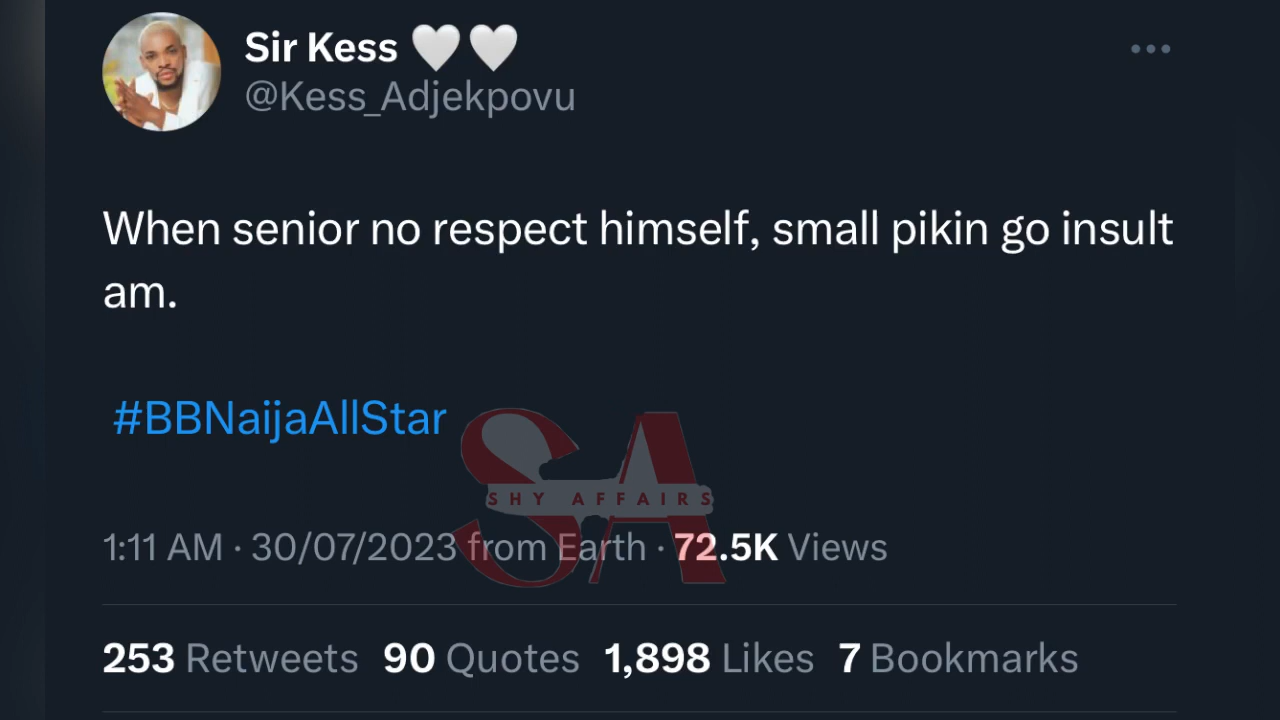 Sir Kess 🤍🤍
@Kess_Adjekpovu
When senior no respect himself, small pikin go insult
am.
#BBNaijaAllStar
SA
SHY AFFAIRS
1:11 AM · 30/07/2023 from Earth · 72.5K Views
253 Retweets 90 Quotes 1,898 Likes 7 Bookmarks